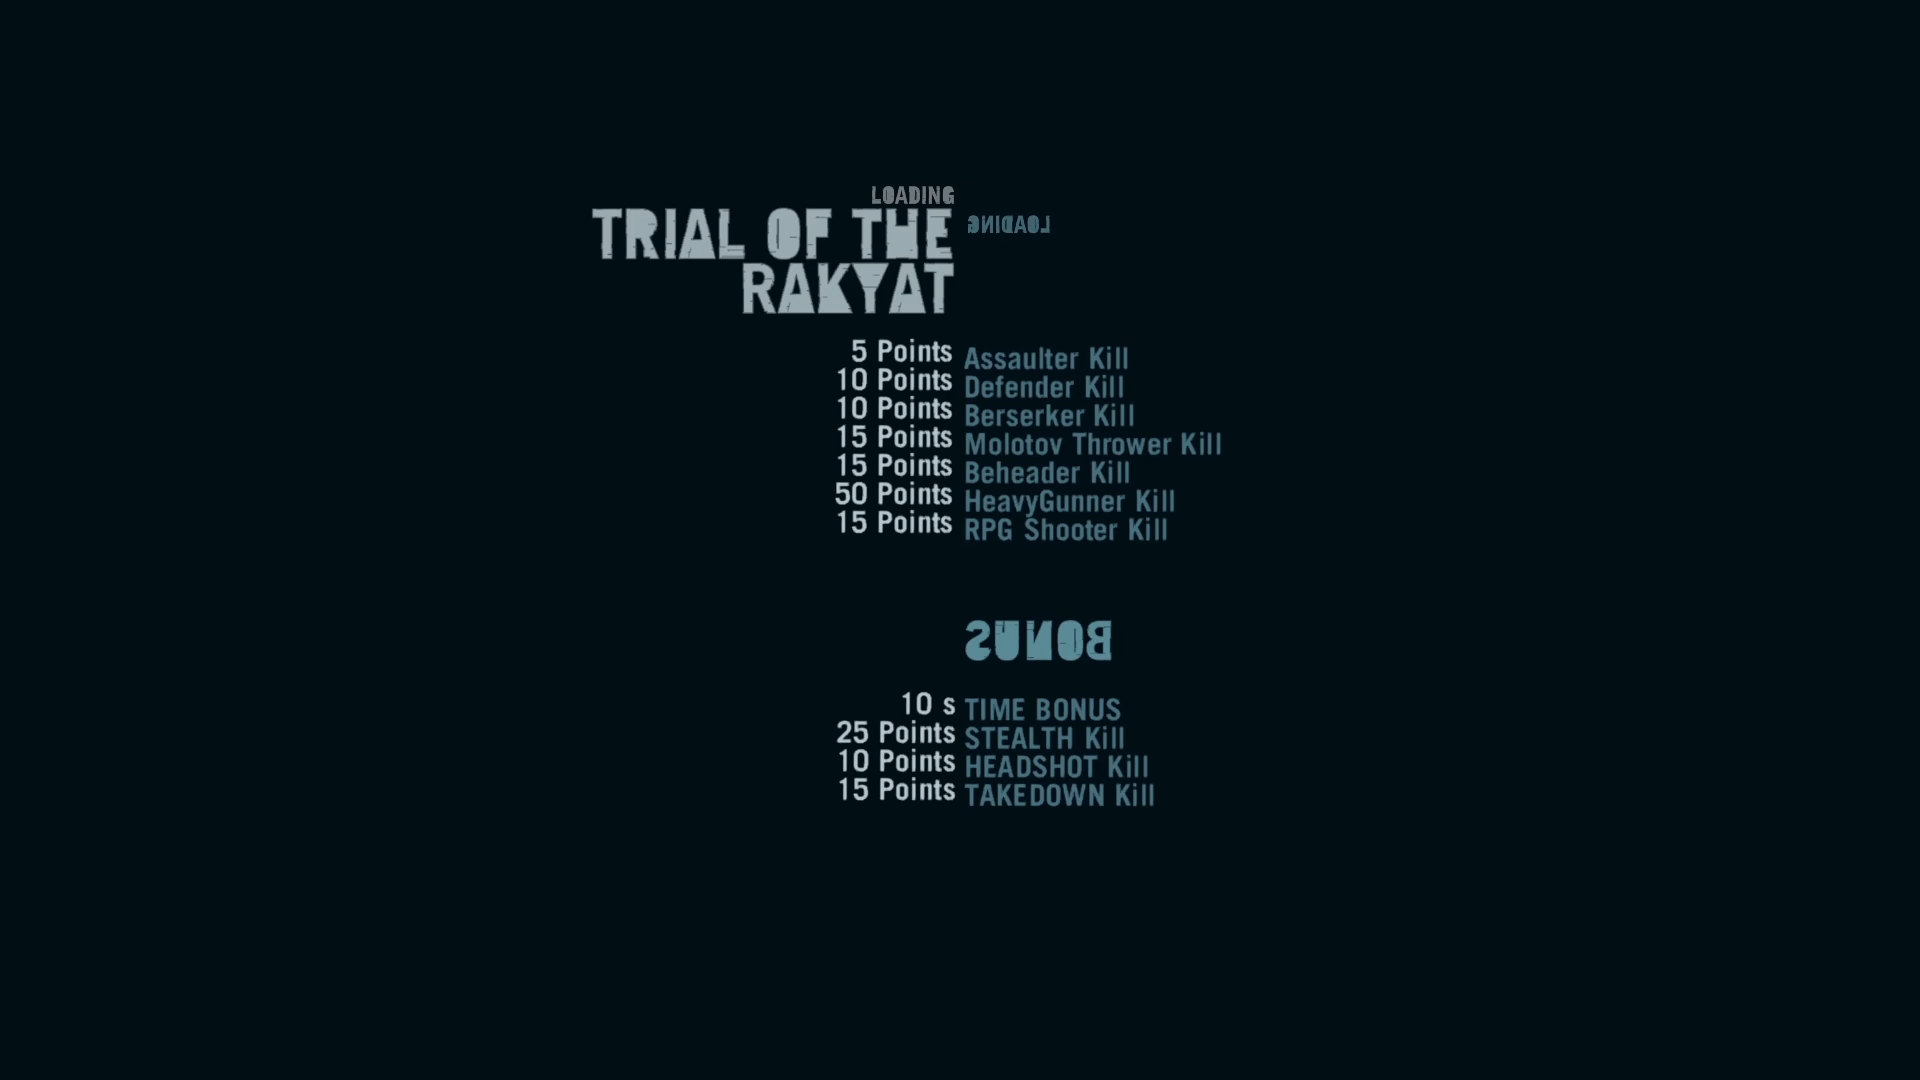 LOADING
TRIAL OF THE
RAKYAT
LOADING
5 Points Assaulter Kill
10 Points Defender Kill
10 Points Berserker Kill
15 Points Molotov Thrower Kill
15 Points Beheader Kill
50 Points HeavyGunner Kill
15 Points RPG Shooter Kill
BONUS
10 s TIME BONUS
25 Points STEALTH Kill
10 Points HEADSHOT Kill
15 Points TAKEDOWN Kill